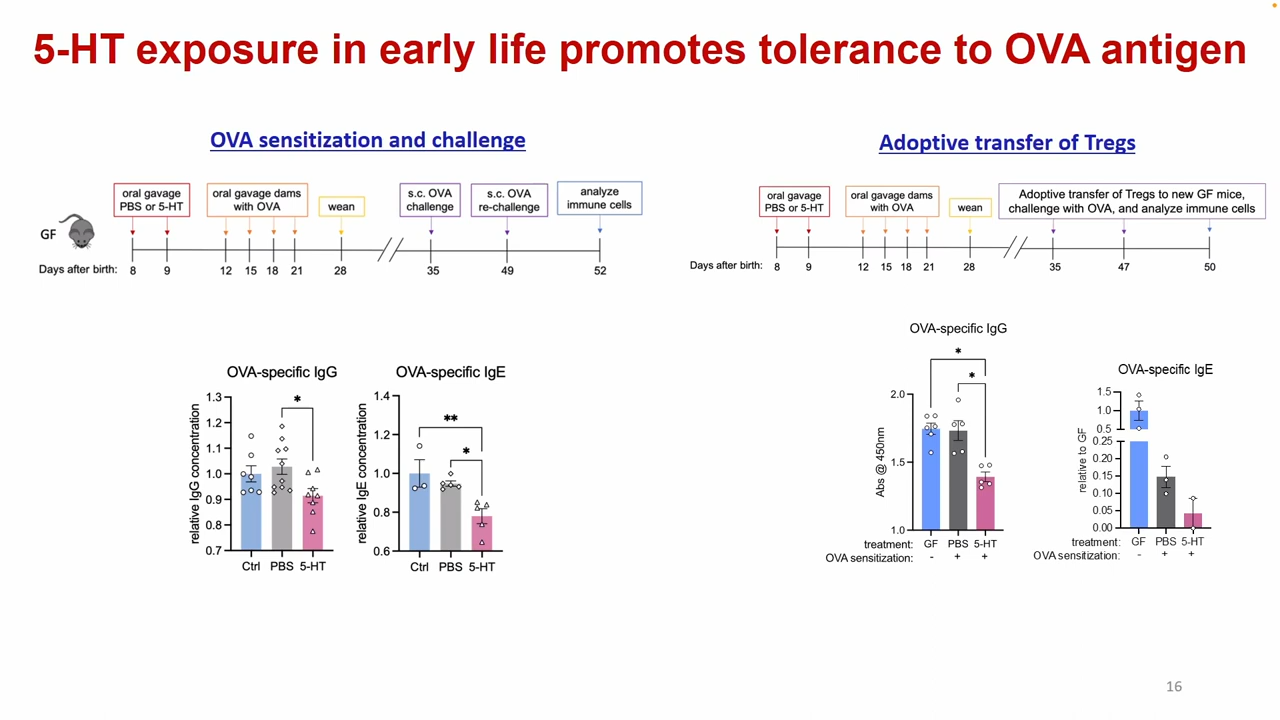 5-HT exposure in early life promotes tolerance to OVA antigen
OVA sensitization and challenge
oral gavage
PBS or 5-HT
oral gavage dams
with OVA
wean
s.c. OVA
challenge
s.c. OVA
re-challenge
analyze
immune cells
GF
Days after birth: 8 9 12 15 18 21 28 35 49 52
Adoptive transfer of Tregs
oral gavage
PBS or 5-HT
oral gavage dams
with OVA
wean
Adoptive transfer of Tregs to new GF mice,
challenge with OVA, and analyze immune cells
Days after birth: 8 9 12 15 18 21 28 35 47 50
OVA-specific IgG
relative IgG concentration
1.3
1.2
1.1
1.0
0.9
0.8
0.7
*
Ctrl PBS 5-HT
OVA-specific IgE
relative IgE concentration
1.4
1.2
1.0
0.8
0.6
**
*
Ctrl PBS 5-HT
OVA-specific IgG
Abs @ 450nm
2.0
1.5
1.0
*
*
treatment: GF PBS 5-HT
OVA sensitization: - + +
OVA-specific IgE
relative to GF
1.5
1.0
0.5
0.25
0.20
0.15
0.10
0.05
0.00
treatment: GF PBS 5-HT
OVA sensitization: - + +
16